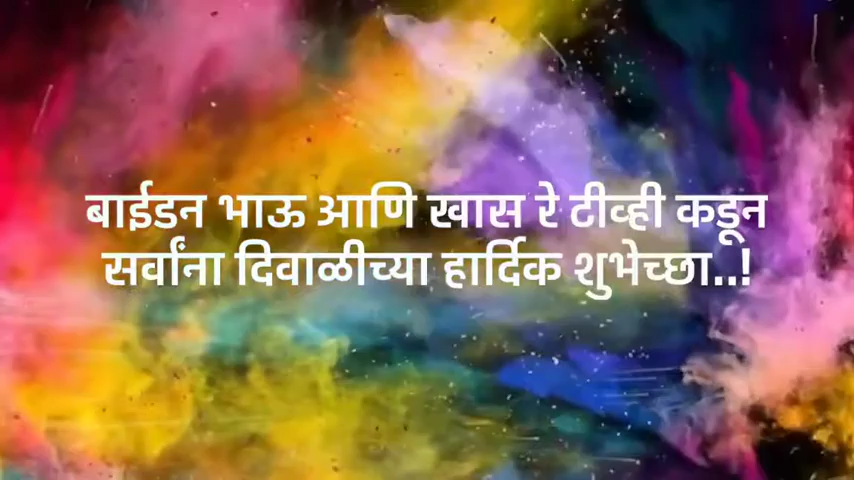 बाईडन भाऊ आणि खास रे टीव्ही कडून
सर्वांना दिवाळीच्या हार्दिक शुभेच्छा..!